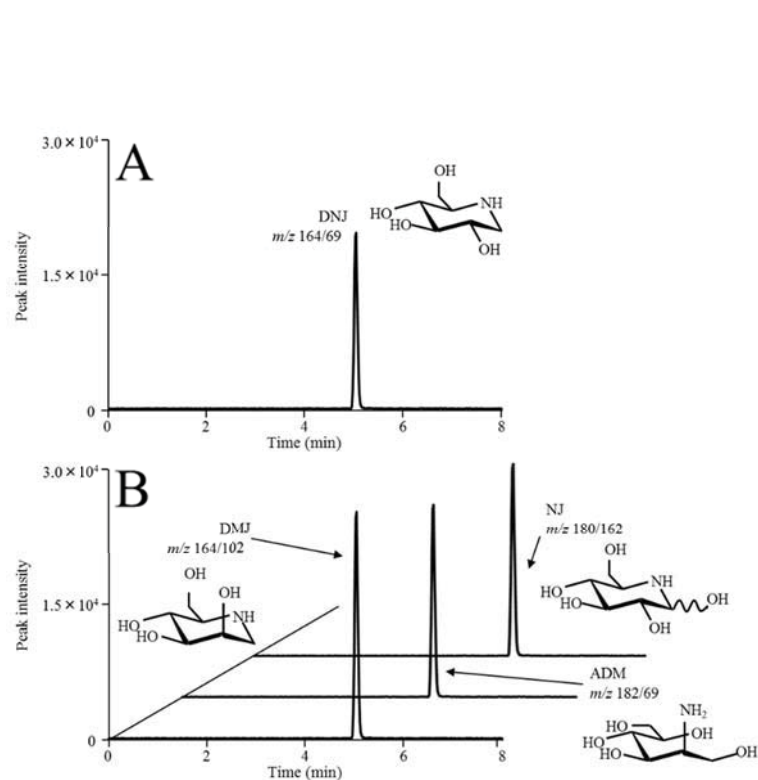 A
3.0 × 10⁴
1.5 × 10⁴
0
Peak intensity
DNJ
m/z 164/69
OH
HO
HO
NH
OH
0 2 4 6 8
Time (min)
B
3.0 × 10⁴
1.5 × 10⁴
0
Peak intensity
DMJ
m/z 164/102
OH
OH
HO
HO
NH
NJ
m/z 180/162
OH
HO
HO
NH
OH
OH
ADM
m/z 182/69
NH₂
HO
HO
HO
OH
OH
0 2 4 6 8
Time (min)